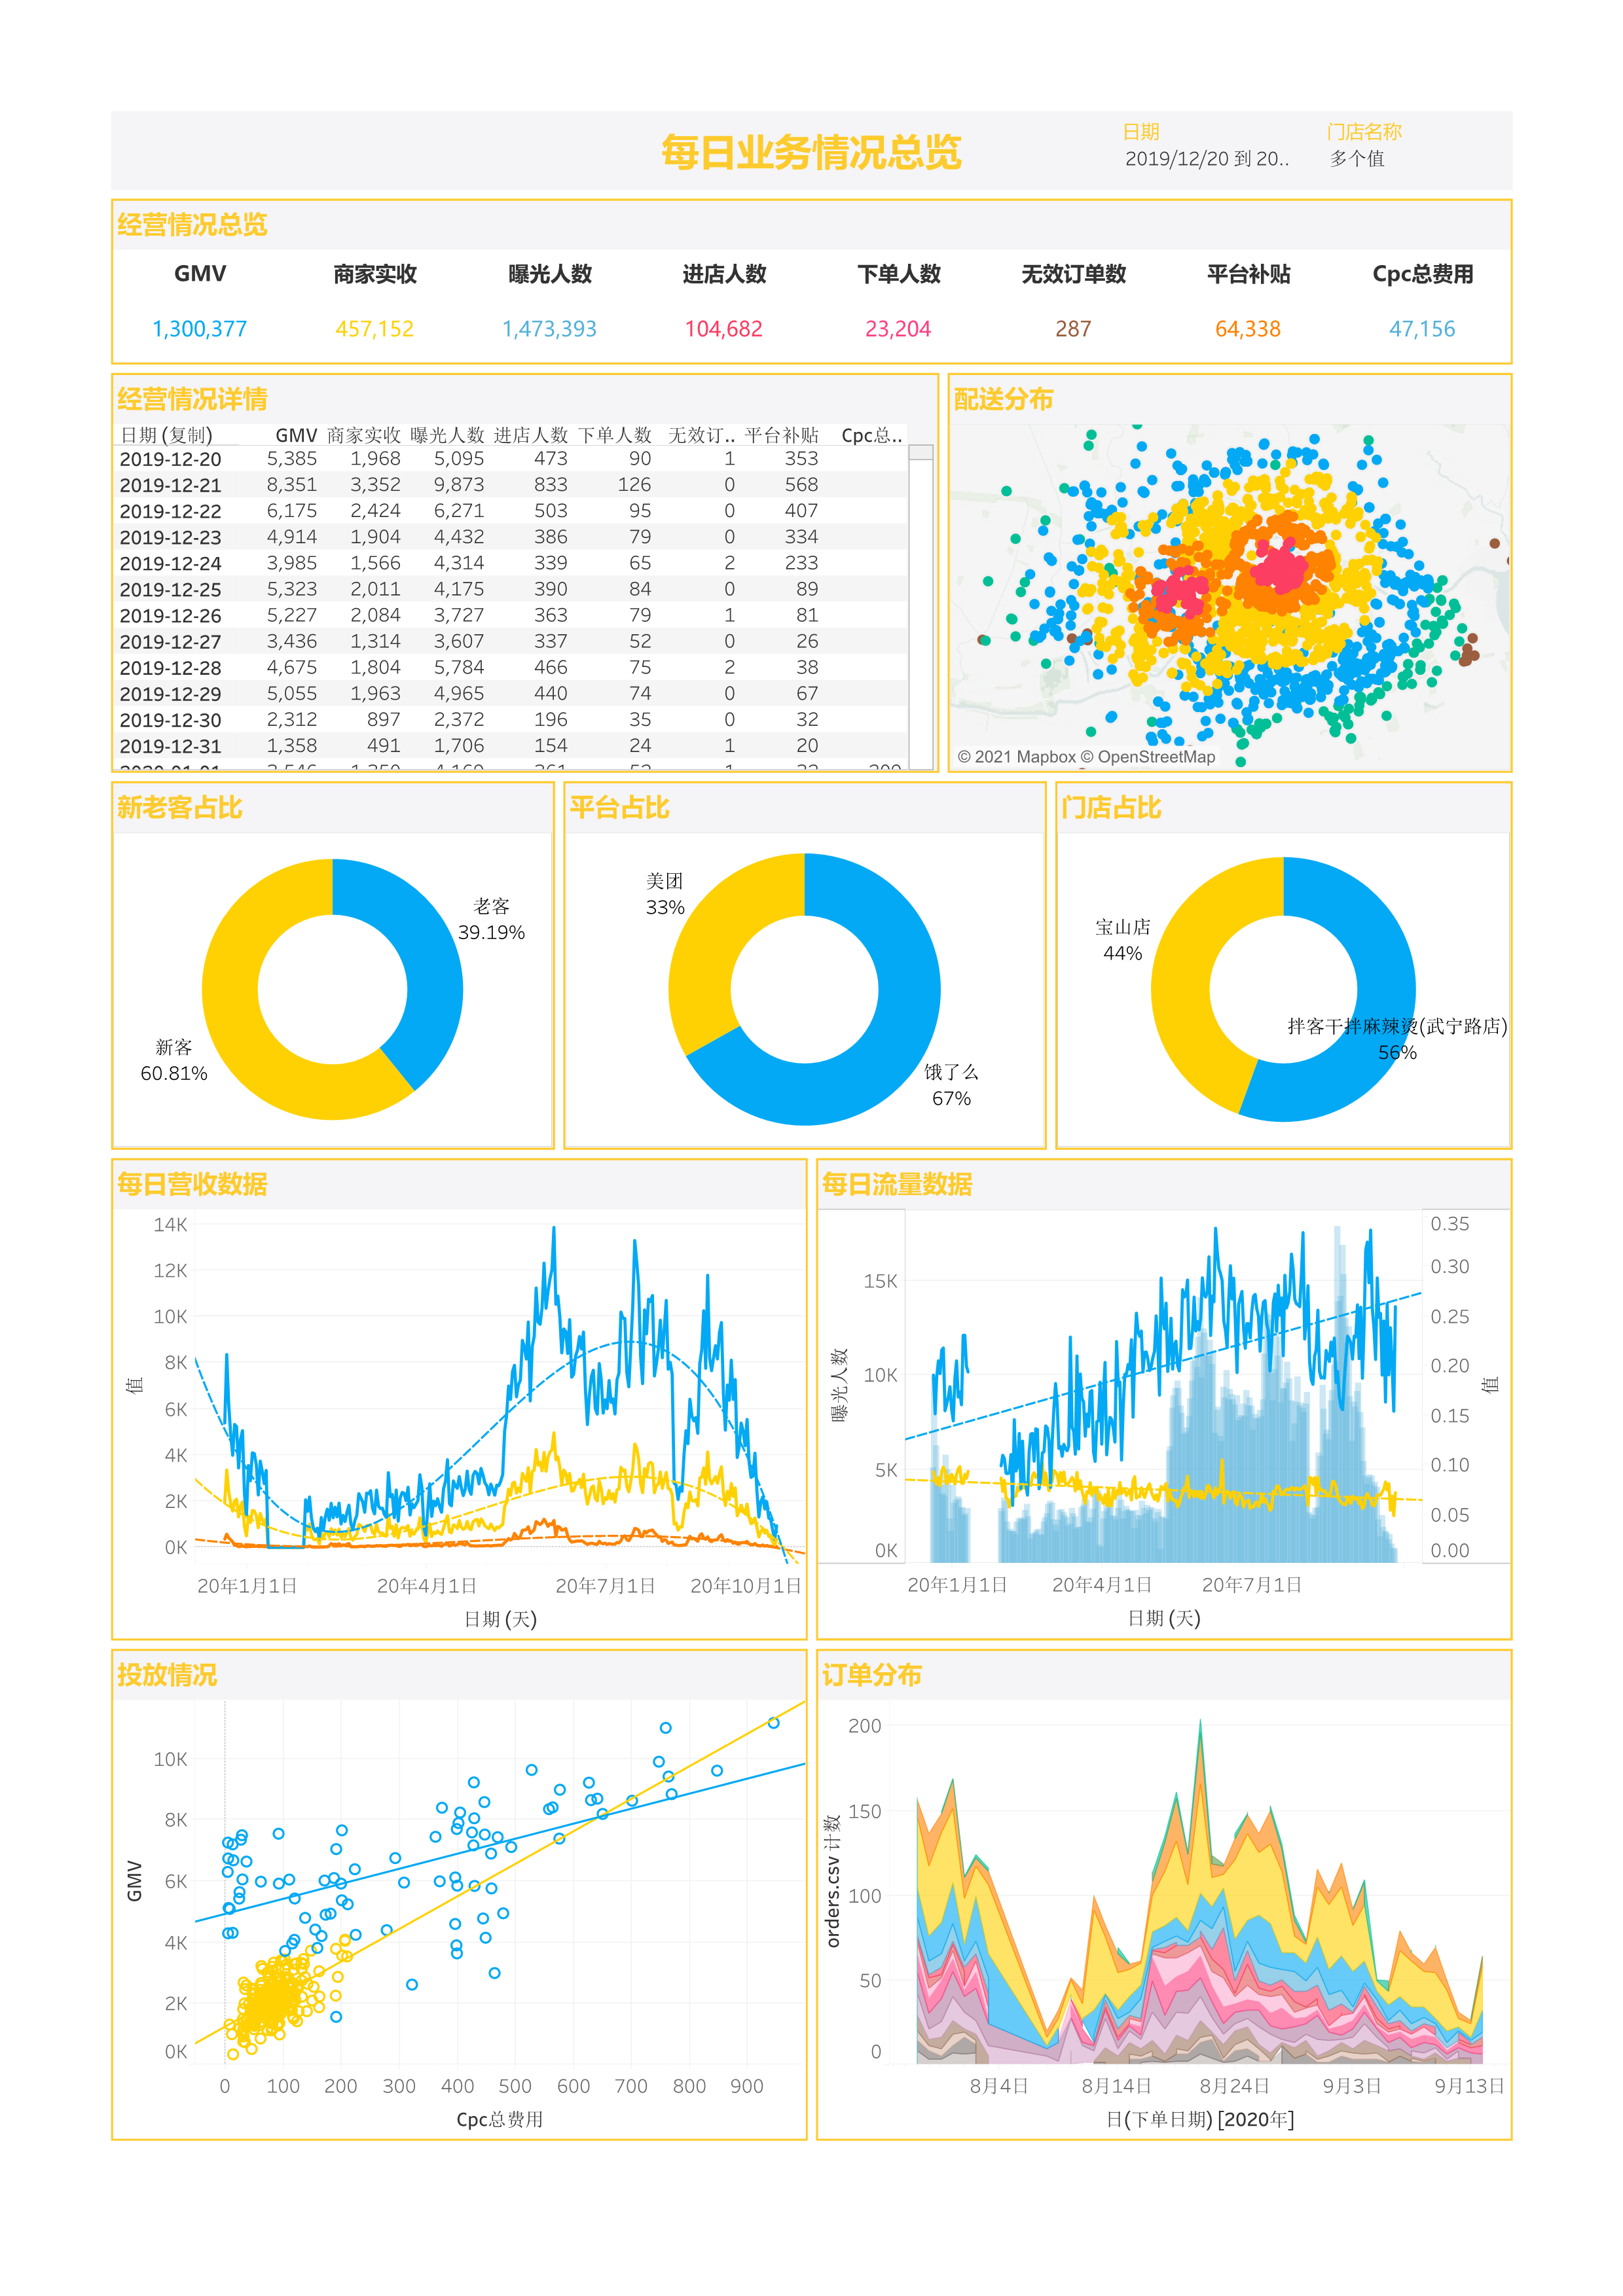 每日业务情况总览
日期
2019/12/20 到 20..
门店名称
多个值
经营情况总览
GMV 商家实收 曝光人数 进店人数 下单人数 无效订单数 平台补贴 Cpc总费用
1,300,377 457,152 1,473,393 104,682 23,204 287 64,338 47,156
经营情况详情
日期 (复制) GMV 商家实收 曝光人数 进店人数 下单人数 无效订.. 平台补贴 Cpc总..
2019-12-20 5,385 1,968 5,095 473 90 1 353
2019-12-21 8,351 3,352 9,873 833 126 0 568
2019-12-22 6,175 2,424 6,271 503 95 0 407
2019-12-23 4,914 1,904 4,432 386 79 0 334
2019-12-24 3,985 1,566 4,314 339 65 2 233
2019-12-25 5,323 2,011 4,175 390 84 0 89
2019-12-26 5,227 2,084 3,727 363 79 1 81
2019-12-27 3,436 1,314 3,607 337 52 0 26
2019-12-28 4,675 1,804 5,784 466 75 2 38
2019-12-29 5,055 1,963 4,965 440 74 0 67
2019-12-30 2,312 897 2,372 196 35 0 32
2019-12-31 1,358 491 1,706 154 24 1 20
配送分布
© 2021 Mapbox © OpenStreetMap
新老客占比
老客
39.19%
新客
60.81%
平台占比
美团
33%
饿了么
67%
门店占比
宝山店
44%
拌客干拌麻辣烫(武宁路店)
56%
每日营收数据
14K
12K
10K
8K
6K
4K
2K
0K
值
20年1月1日 20年4月1日 20年7月1日 20年10月1日
日期 (天)
每日流量数据
15K
10K
5K
0K
曝光人数
0.35
0.30
0.25
0.20
0.15
0.10
0.05
0.00
值
20年1月1日 20年4月1日 20年7月1日
日期 (天)
投放情况
10K
8K
6K
4K
2K
0K
GMV
0 100 200 300 400 500 600 700 800 900
Cpc总费用
订单分布
200
150
100
50
0
orders.csv 计数
8月4日 8月14日 8月24日 9月3日 9月13日
日(下单日期) [2020年]